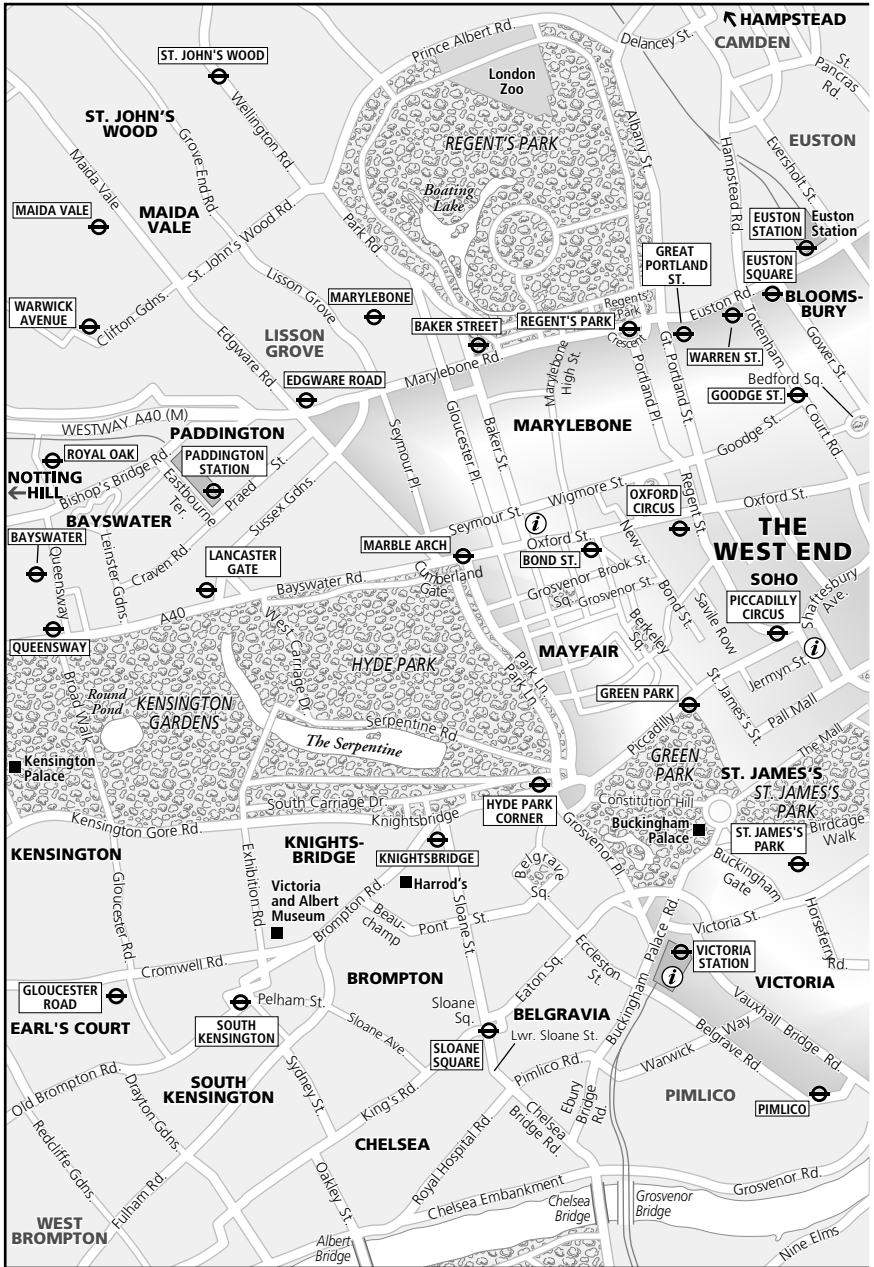 HAMPSTEAD
CAMDEN
Prince Albert Rd.
Delancey St.
St.
Pancras
Rd.
ST. JOHN'S WOOD
London
Zoo
ST. JOHN'S
WOOD
Wellington Rd.
Grove End Rd.
REGENT'S PARK
Albany St.
Hampstead Rd.
Eversholt St.
EUSTON
Maida Vale
Boating
Lake
MAIDA VALE
MAIDA
VALE
St. John's Wood Rd.
Park Rd.
EUSTON
STATION
Euston
Station
GREAT
PORTLAND
ST.
EUSTON
SQUARE
WARWICK
AVENUE
Clifton Gdns.
Lisson Grove
MARYLEBONE
LISSON
GROVE
BAKER STREET
REGENT'S PARK
Regents
Park
Crescent
Euston Rd.
BLOOMS-
BURY
WARREN ST.
Tottenham
Court Rd.
Gower St.
Edgware Rd.
EDGWARE ROAD
Marylebone Rd.
Marylebone
High St.
Portland Pl.
Gt. Portland St.
Bedford Sq.
GOODGE ST.
Goodge St.
MARYLEBONE
WESTWAY A40 (M)
PADDINGTON
Seymour Pl.
Gloucester Pl.
Baker St.
ROYAL OAK
PADDINGTON
STATION
NOTTING
HILL
Bishop's Bridge Rd.
Eastbourne
Ter.
Praed St.
Sussex Gdns.
Wigmore St.
Seymour St.
OXFORD
CIRCUS
Regent St.
Oxford St.
THE
WEST END
BAYSWATER
BAYSWATER
Queensway
Leinster Gdns.
Craven Rd.
LANCASTER
GATE
MARBLE ARCH
Oxford St.
BOND ST.
New
Bond St.
SOHO
PICCADILLY
CIRCUS
Shaftesbury
Ave.
Cumberland
Gate
Bayswater Rd.
A40
Grosvenor
Sq.
Brook St.
Grosvenor St.
Berkeley
Sq.
Savile Row
QUEENSWAY
MAYFAIR
HYDE PARK
West Carriage Dr.
Park Ln.
Park Ln.
Jermyn St.
Broad Walk
Round
Pond
KENSINGTON
GARDENS
GREEN PARK
St. James's St.
Pall Mall
Piccadilly
Serpentine Rd.
The Serpentine
GREEN
PARK
The Mall
Kensington
Palace
ST. JAMES'S
ST. JAMES'S
PARK
South Carriage Dr.
HYDE PARK
CORNER
Constitution Hill
Kensington Gore Rd.
Knightsbridge
Buckingham
Palace
ST. JAMES'S
PARK
Birdcage
Walk
KENSINGTON
KNIGHTS-
BRIDGE
KNIGHTSBRIDGE
Grosvenor Pl.
Buckingham
Gate
Gloucester Rd.
Exhibition Rd.
Victoria
and Albert
Museum
Harrod's
Belgrave
Sq.
Brompton Rd.
Beau-
champ
Pont St.
Sloane St.
Victoria St.
Horseferry
Rd.
Cromwell Rd.
BROMPTON
Eaton Sq.
Eccleston
St.
Buckingham Palace Rd.
VICTORIA
STATION
VICTORIA
GLOUCESTER
ROAD
EARL'S COURT
Pelham St.
SOUTH
KENSINGTON
Sloane Ave.
Sloane
Sq.
SLOANE
SQUARE
BELGRAVIA
Lwr. Sloane St.
Vauxhall Bridge Rd.
Belgrave Rd.
Warwick Way
Old Brompton Rd.
SOUTH
KENSINGTON
Sydney St.
King's Rd.
Pimlico Rd.
Ebury
Bridge
Rd.
PIMLICO
PIMLICO
Drayton Gdns.
Redcliffe Gdns.
CHELSEA
Chelsea
Bridge Rd.
Royal Hospital Rd.
Fulham Rd.
Oakley St.
Chelsea Embankment
Grosvenor Rd.
WEST
BROMPTON
Albert
Bridge
Chelsea
Bridge
Grosvenor
Bridge
Nine Elms